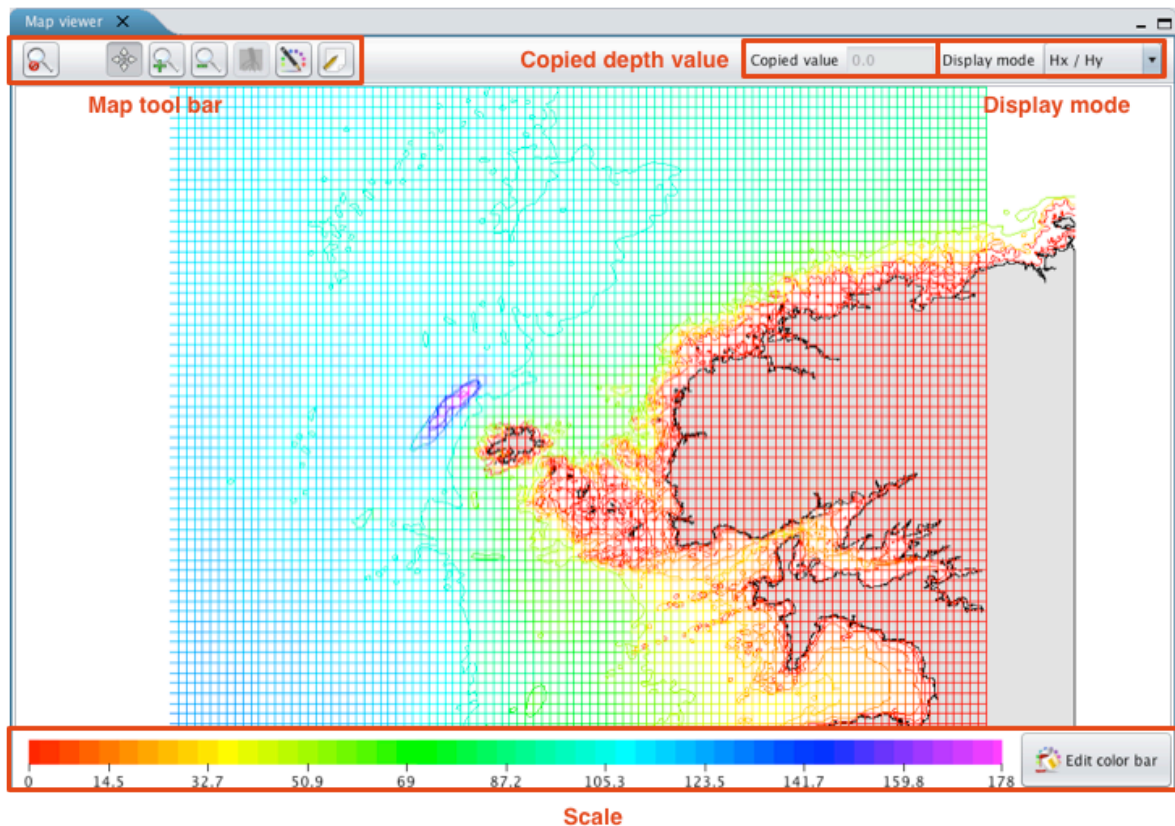 Map viewer
Copied depth value
Copied value 0.0
Display mode Hx / Hy
Map tool bar
Display mode
0 14.5 32.7 50.9 69 87.2 105.3 123.5 141.7 159.8 178
Edit color bar
Scale